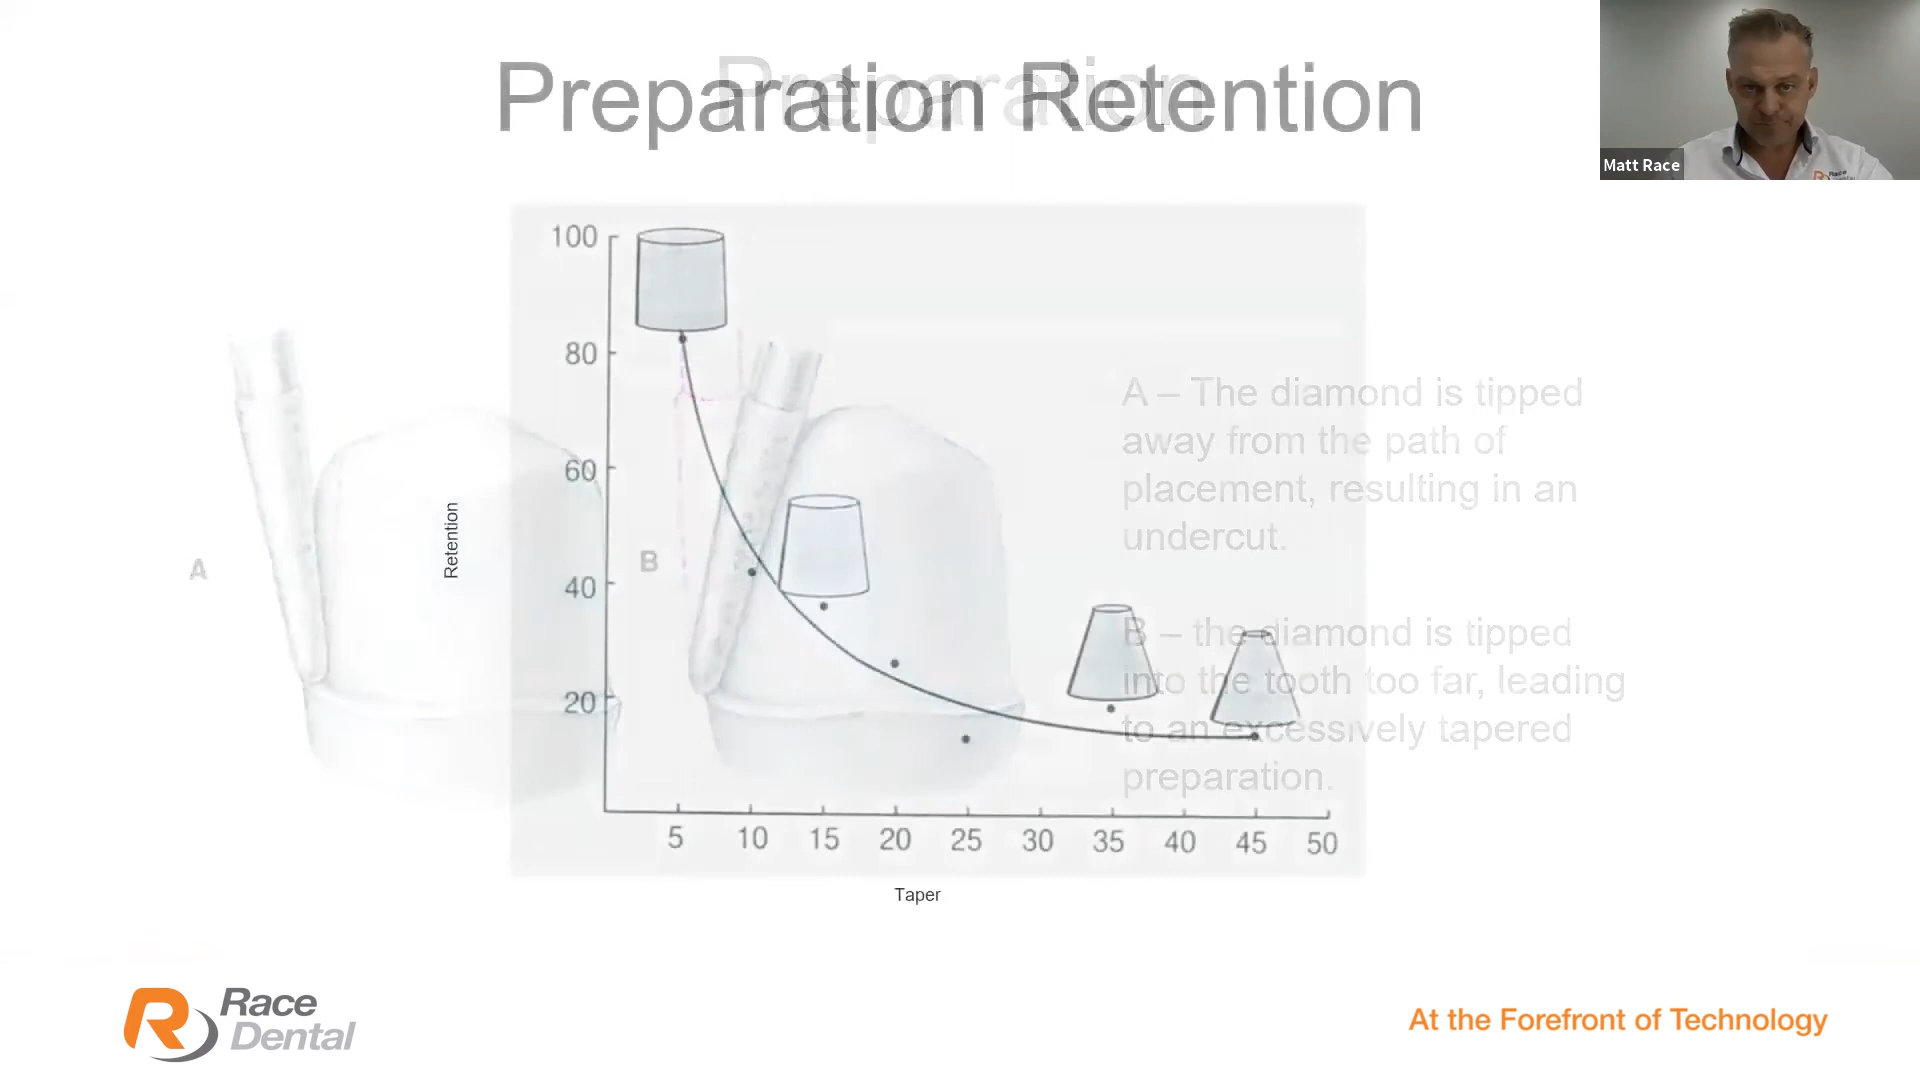 Preparation
Preparation Retention
Matt Race
Race
100
80
60
40
20
Retention
A
B
A – The diamond is tipped
away from the path of
placement, resulting in an
undercut.
B – the diamond is tipped
into the tooth too far, leading
to an excessively tapered
preparation.
5 10 15 20 25 30 35 40 45 50
Taper
Race
Dental
At the Forefront of Technology